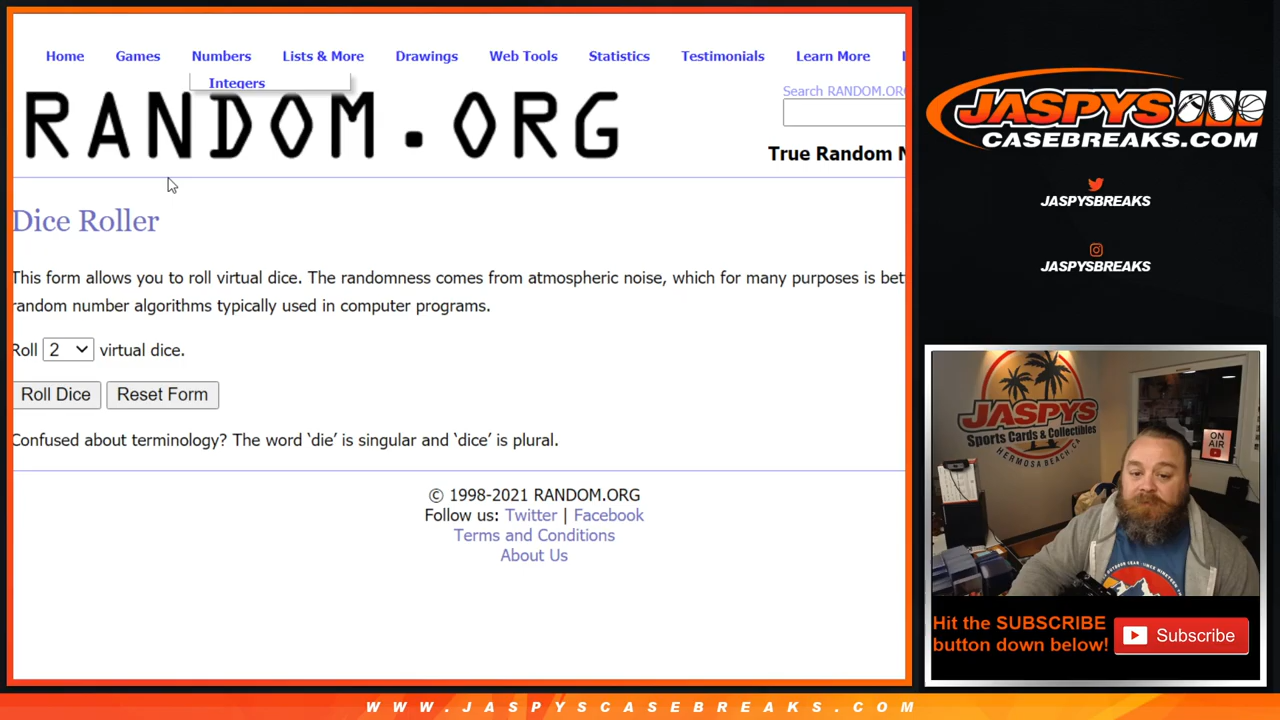 Home Games Numbers Lists & More Drawings Web Tools Statistics Testimonials Learn More
Integers
RANDOM.ORG
Search RANDOM.ORG
True Random N
Dice Roller
This form allows you to roll virtual dice. The randomness comes from atmospheric noise, which for many purposes is bet
random number algorithms typically used in computer programs.
Roll 2 virtual dice.
Roll Dice Reset Form
Confused about terminology? The word ‘die’ is singular and ‘dice’ is plural.
© 1998-2021 RANDOM.ORG
Follow us: Twitter | Facebook
Terms and Conditions
About Us
JASPYS
CASEBREAKS.COM
JASPYSBREAKS
JASPYSBREAKS
JASPYS
Sports Cards & Collectibles
HERMOSA BEACH, CA
ON
AIR
Hit the SUBSCRIBE
button down below!
Subscribe
WWW.JASPYSCASEBREAKS.COM